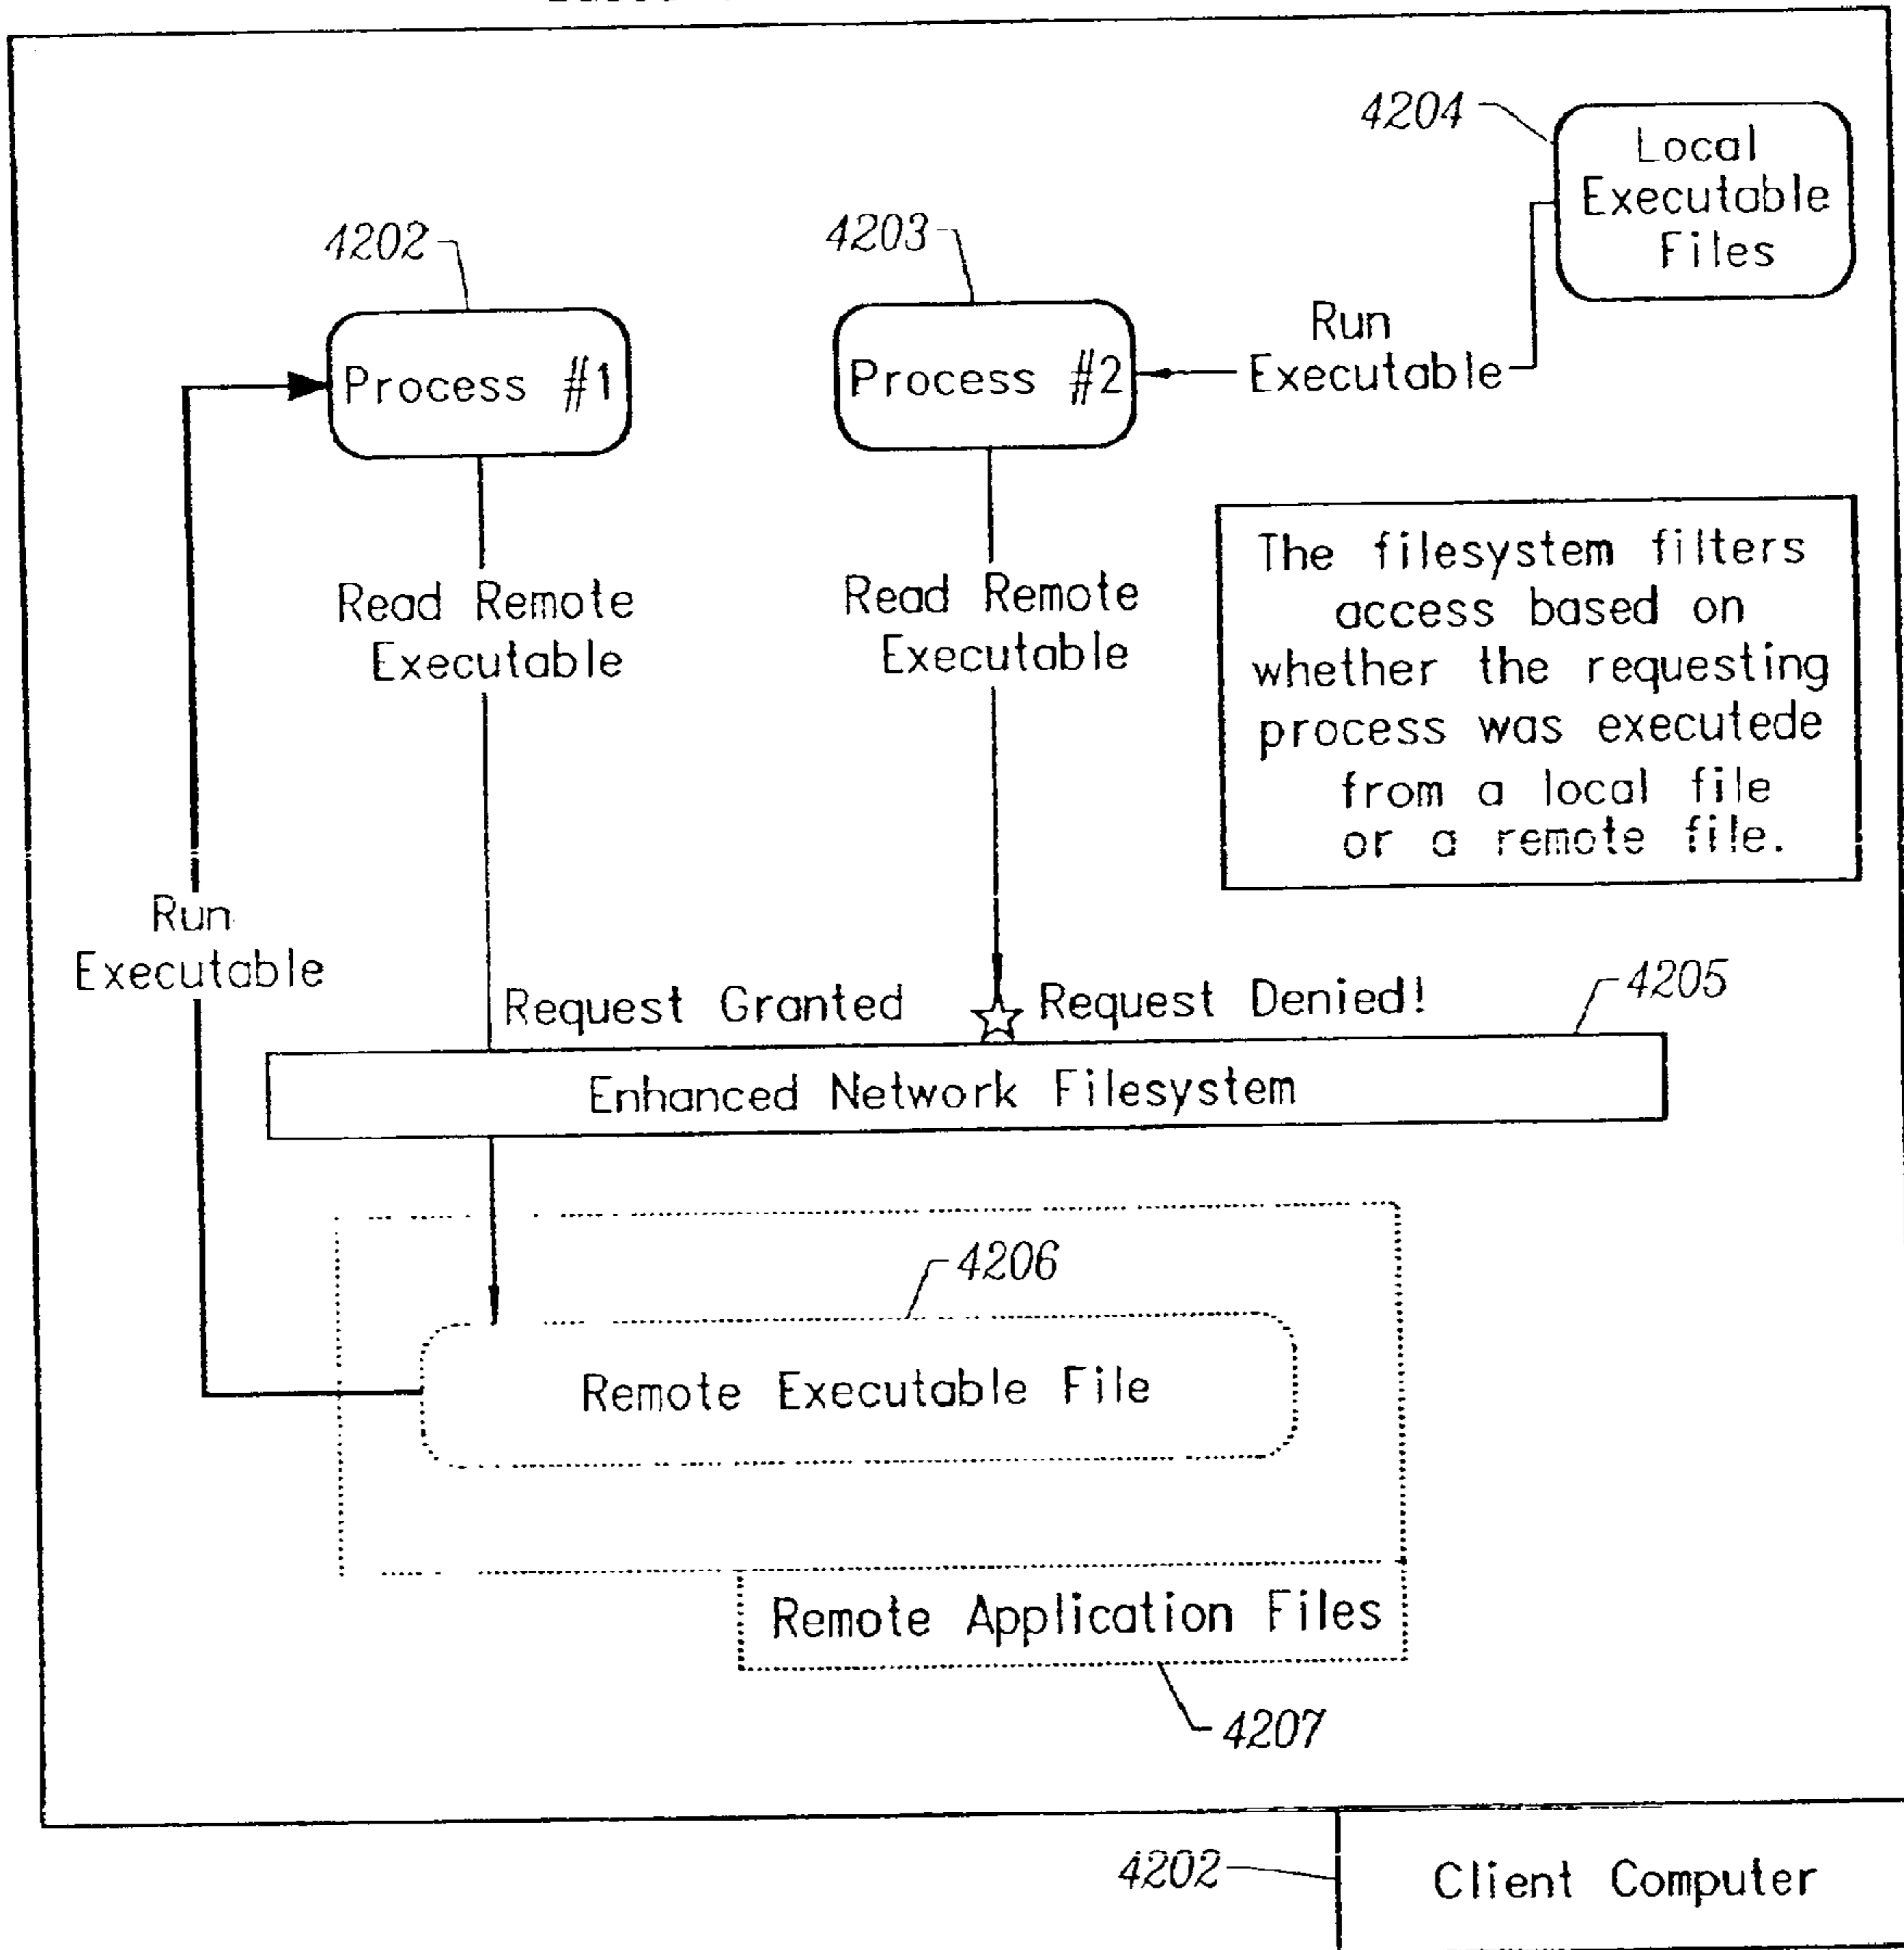 4204
Local
Executable
Files
4202
4203
Process #1
Process #2
Run
Executable
Read Remote
Executable
Read Remote
Executable
The filesystem filters
access based on
whether the requesting
process was executede
from a local file
or a remote file.
Run
Executable
Request Granted
Request Denied!
4205
Enhanced Network Filesystem
4206
Remote Executable File
Remote Application Files
4207
4202
Client Computer